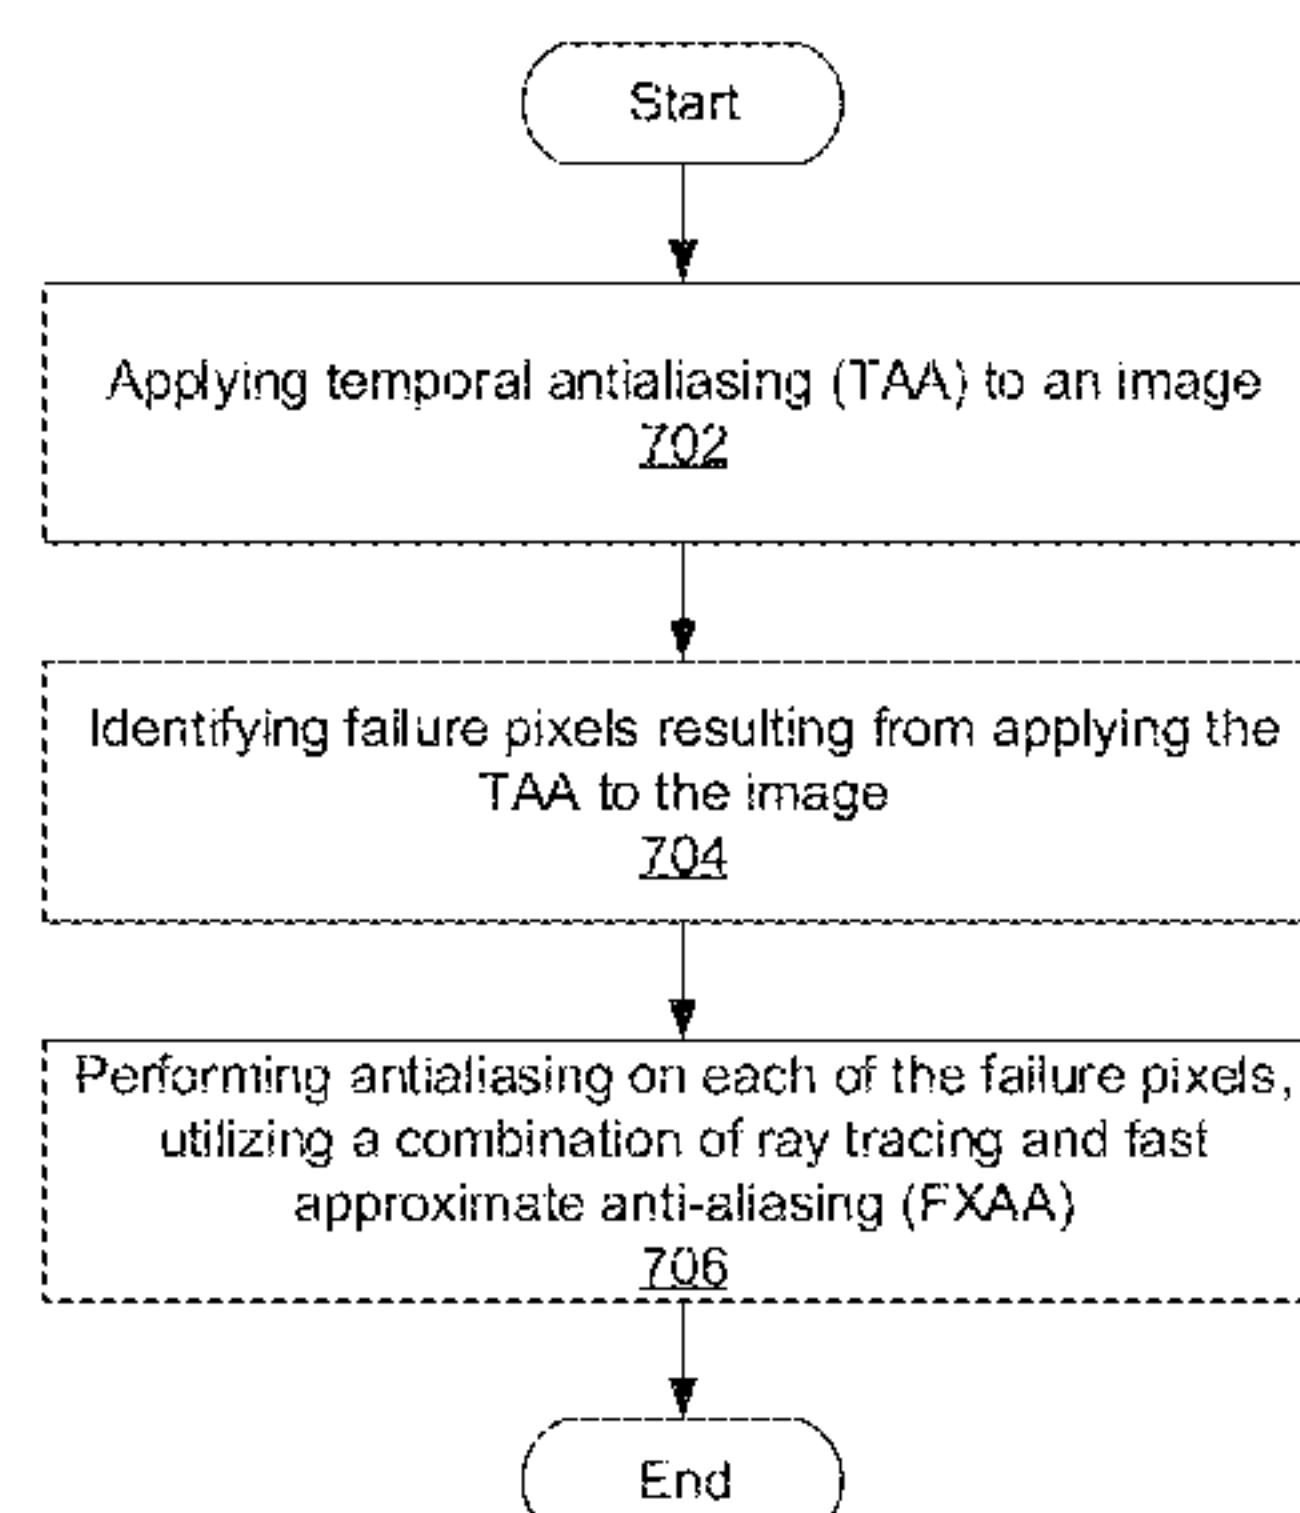 Start
Applying temporal antialiasing (TAA) to an image
702
Identifying failure pixels resulting from applying the
TAA to the image
704
Performing antialiasing on each of the failure pixels,
utilizing a combination of ray tracing and fast
approximate anti-aliasing (FXAA)
706
End